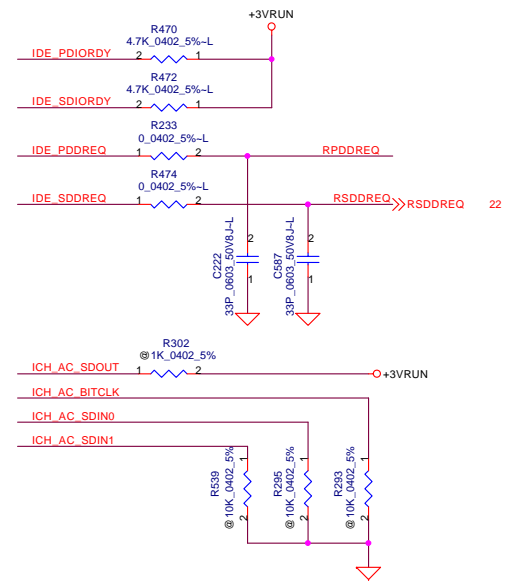 +3VRUN
R470
4.7K_0402_5%~L
IDE_PDIORDY 2 1
R472
4.7K_0402_5%~L
IDE_SDIORDY 2 1
R233
0_0402_5%~L
IDE_PDDREQ 1 2 RPDDREQ
R474
0_0402_5%~L
IDE_SDDREQ 1 2 RSDDREQ RSDDREQ 22
2 2
C222
33P_0603_50V8J~L
C587
33P_0603_50V8J~L
1 1
R302
@1K_0402_5%
ICH_AC_SDOUT 1 2 +3VRUN
ICH_AC_BITCLK
ICH_AC_SDIN0
ICH_AC_SDIN1
1 1 1
R539
@10K_0402_5%
R295
@10K_0402_5%
R293
@10K_0402_5%
2 2 2